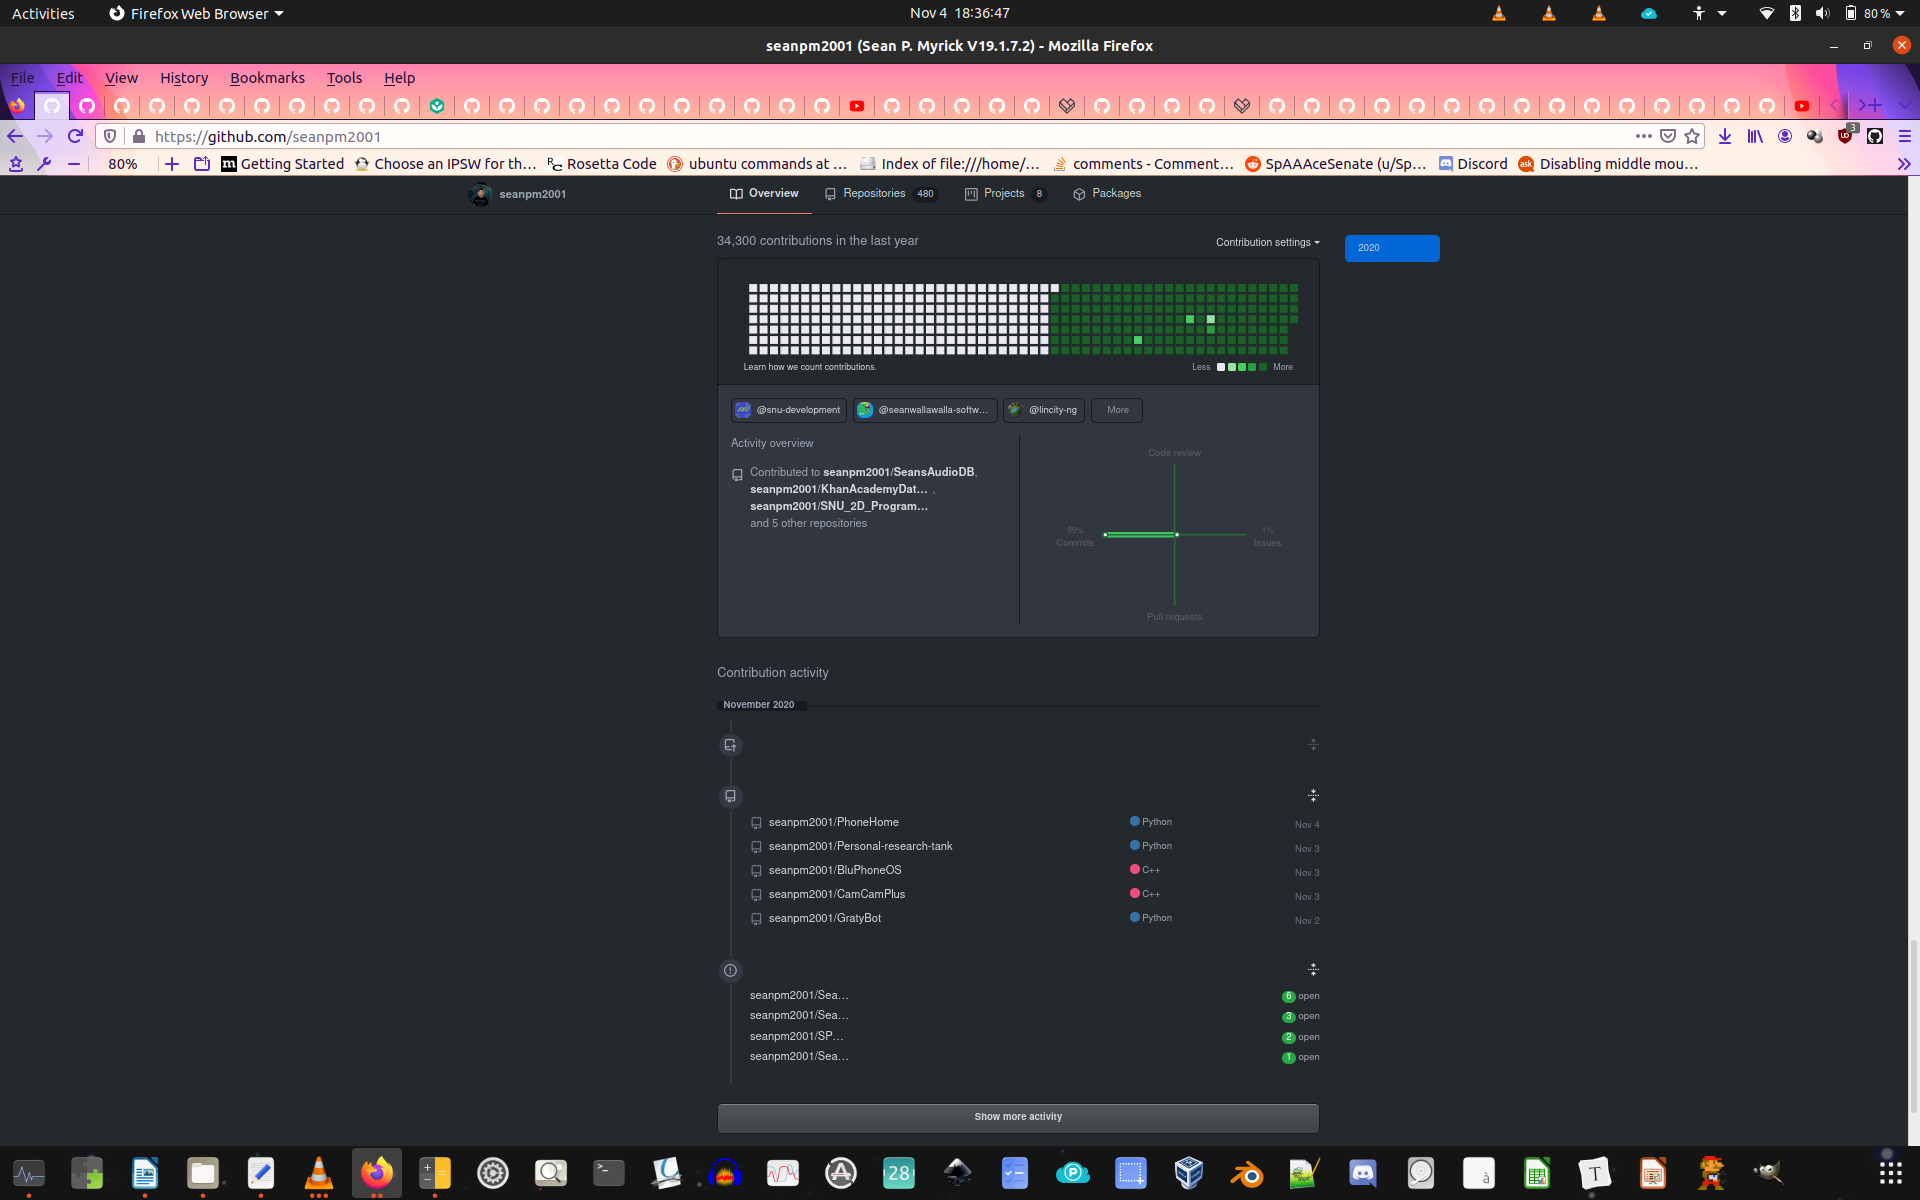 Activities
Firefox Web Browser
Nov 4 18:36:47
80 %
seanpm2001 (Sean P. Myrick V19.1.7.2) - Mozilla Firefox
File Edit View History Bookmarks Tools Help
https://github.com/seanpm2001
3
80%
m Getting Started
Choose an IPSW for th…
Rosetta Code
ubuntu commands at …
Index of file:///home/…
comments - Comment…
SpAAAceSenate (u/Sp…
Discord
ask Disabling middle mou…
seanpm2001
Overview
Repositories 480
Projects 8
Packages
34,300 contributions in the last year
Contribution settings
2020
Learn how we count contributions.
Less
More
@snu-development
@seanwallawalla-softw…
@lincity-ng
More
Activity overview
Contributed to seanpm2001/SeansAudioDB,
seanpm2001/KhanAcademyDat… ,
seanpm2001/SNU_2D_Program…
and 5 other repositories
Code review
99%
Commits
1%
Issues
Pull requests
Contribution activity
November 2020
seanpm2001/PhoneHome Python Nov 4
seanpm2001/Personal-research-tank Python Nov 3
seanpm2001/BluPhoneOS C++ Nov 3
seanpm2001/CamCamPlus C++ Nov 3
seanpm2001/GratyBot Python Nov 2
seanpm2001/Sea… 6 open
seanpm2001/Sea… 3 open
seanpm2001/SP… 2 open
seanpm2001/Sea… 1 open
Show more activity
28